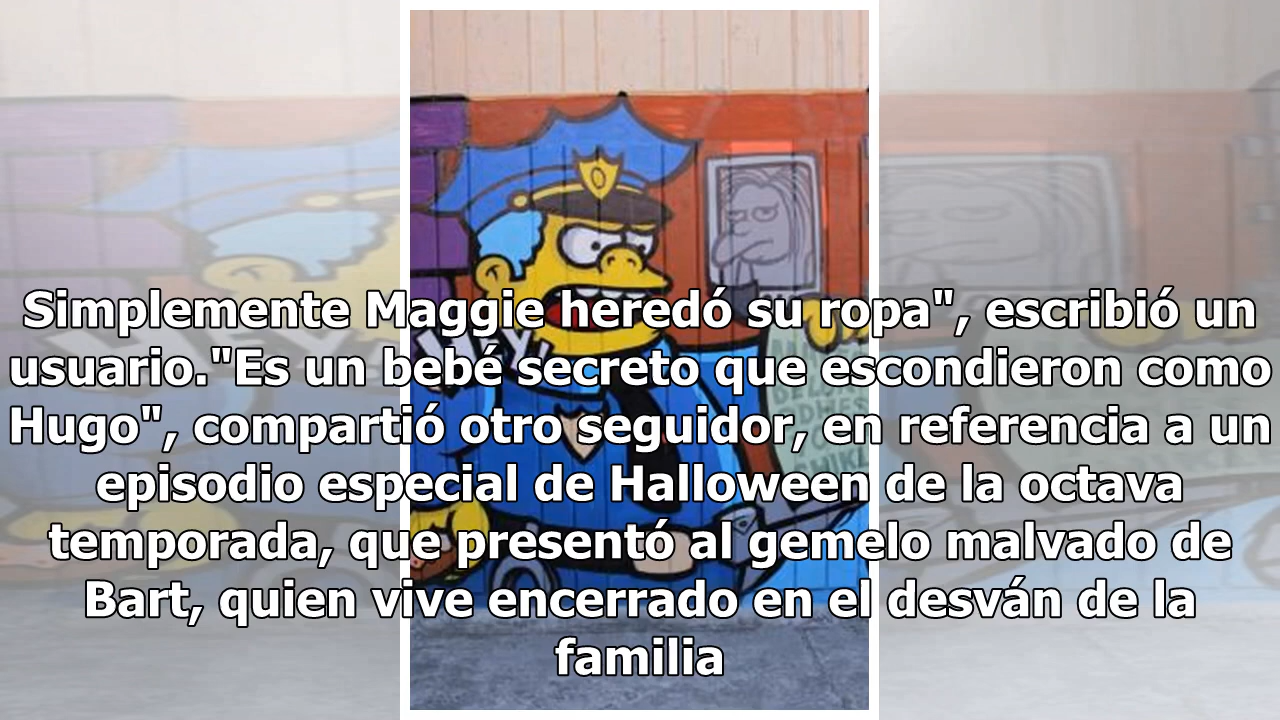 Simplemente Maggie heredó su ropa", escribió un
usuario."Es un bebé secreto que escondieron como
Hugo", compartió otro seguidor, en referencia a un
episodio especial de Halloween de la octava
temporada, que presentó al gemelo malvado de
Bart, quien vive encerrado en el desván de la
familia